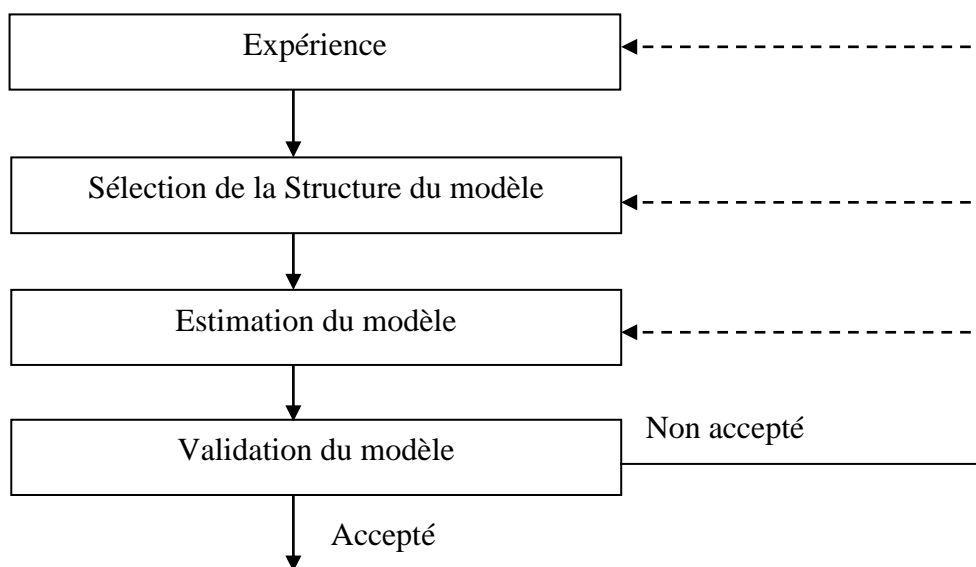 Expérience
Sélection de la Structure du modèle
Estimation du modèle
Validation du modèle
Non accepté
Accepté